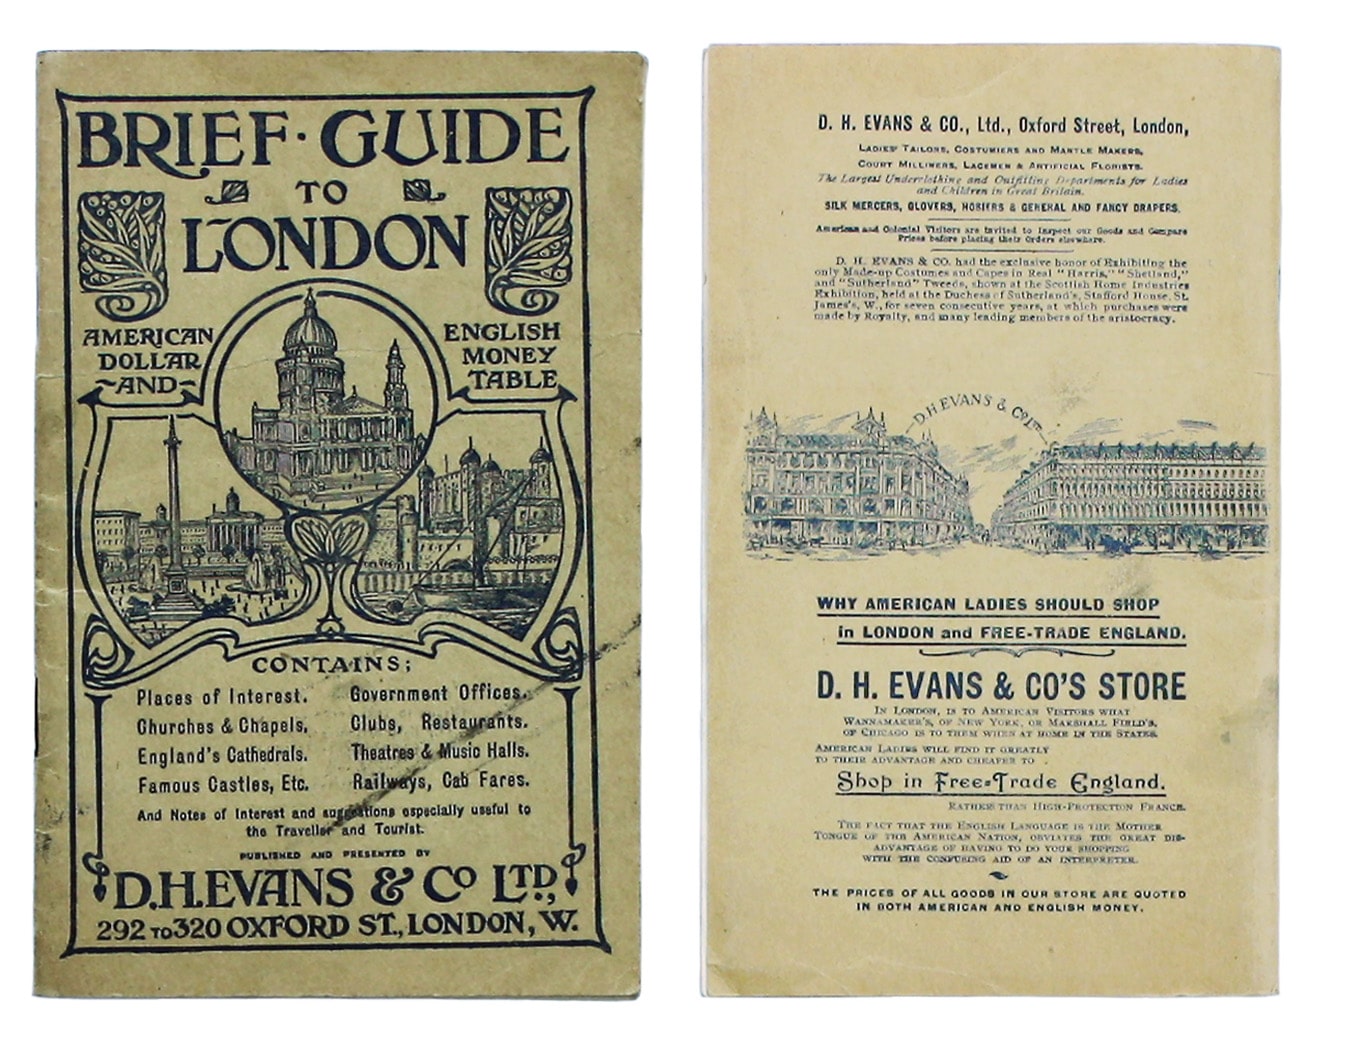 BRIEF · GUIDE
TO
LONDON
AMERICAN
DOLLAR
~AND~
ENGLISH
MONEY
TABLE
CONTAINS;
Places of Interest.
Churches & Chapels,
England's Cathedrals.
Famous Castles, Etc.
Government Offices.
Clubs, Restaurants.
Theatres & Music Halls.
Railways, Cab Fares.
And Notes of Interest and suggestions especially useful to
the Traveller and Tourist.
PUBLISHED AND PRESENTED BY
D.H.EVANS & Co LTD.,
292 TO 320 OXFORD ST., LONDON, W.
D. H. EVANS & CO., Ltd., Oxford Street, London,
LADIES' TAILORS, COSTUMIERS AND MANTLE MAKERS,
COURT MILLINERS, LACEMEN & ARTIFICIAL FLORISTS.
The Largest Underclothing and Outfitting Departments for Ladies
and Children in Great Britain.
SILK MERCERS, GLOVERS, HOSIERS & GENERAL AND FANCY DRAPERS.
American and Colonial Visitors are invited to Inspect our Goods and Compare
Prices before placing their Orders elsewhere.
D. H. EVANS & CO. had the exclusive honor of Exhibiting the
only Made-up Costumes and Capes in Real "Harris," "Shetland,"
and "Sutherland" Tweeds, shown at the Scottish Home Industries
Exhibition, held at the Duchess of Sutherland's, Stafford House, St.
James's, W., for seven consecutive years, at which purchases were
made by Royalty, and many leading members of the aristocracy.
D.H.EVANS & Co LTD
WHY AMERICAN LADIES SHOULD SHOP
in LONDON and FREE-TRADE ENGLAND.
D. H. EVANS & CO'S STORE
IN LONDON, IS TO AMERICAN VISITORS WHAT
WANNAMAKER'S, OF NEW YORK, OR MARSHALL FIELD'S,
OF CHICAGO IS TO THEM WHEN AT HOME IN THE STATES.
AMERICAN LADIES WILL FIND IT GREATLY
TO THEIR ADVANTAGE AND CHEAPER TO
Shop in Free-Trade England.
RATHER THAN HIGH-PROTECTION FRANCE.
THE FACT THAT THE ENGLISH LANGUAGE IS THE MOTHER
TONGUE OF THE AMERICAN NATION, OBVIATES THE GREAT DIS-
ADVANTAGE OF HAVING TO DO YOUR SHOPPING
WITH THE CONFUSING AID OF AN INTERPRETER.
THE PRICES OF ALL GOODS IN OUR STORE ARE QUOTED
IN BOTH AMERICAN AND ENGLISH MONEY.